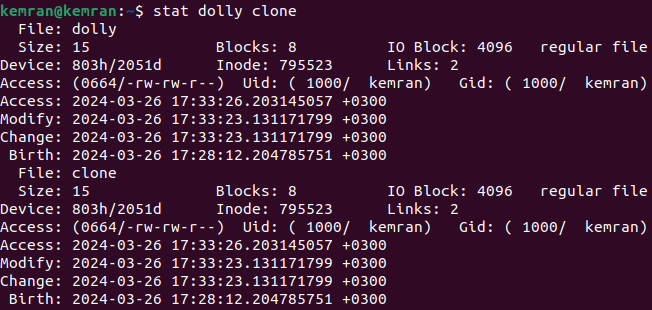 kemran@kemran:~$ stat dolly clone
  File: dolly
  Size: 15              Blocks: 8          IO Block: 4096   regular file
Device: 803h/2051d      Inode: 795523      Links: 2
Access: (0664/-rw-rw-r--)  Uid: ( 1000/  kemran)   Gid: ( 1000/  kemran)
Access: 2024-03-26 17:33:26.203145057 +0300
Modify: 2024-03-26 17:33:23.131171799 +0300
Change: 2024-03-26 17:33:23.131171799 +0300
 Birth: 2024-03-26 17:28:12.204785751 +0300
  File: clone
  Size: 15              Blocks: 8          IO Block: 4096   regular file
Device: 803h/2051d      Inode: 795523      Links: 2
Access: (0664/-rw-rw-r--)  Uid: ( 1000/  kemran)   Gid: ( 1000/  kemran)
Access: 2024-03-26 17:33:26.203145057 +0300
Modify: 2024-03-26 17:33:23.131171799 +0300
Change: 2024-03-26 17:33:23.131171799 +0300
 Birth: 2024-03-26 17:28:12.204785751 +0300